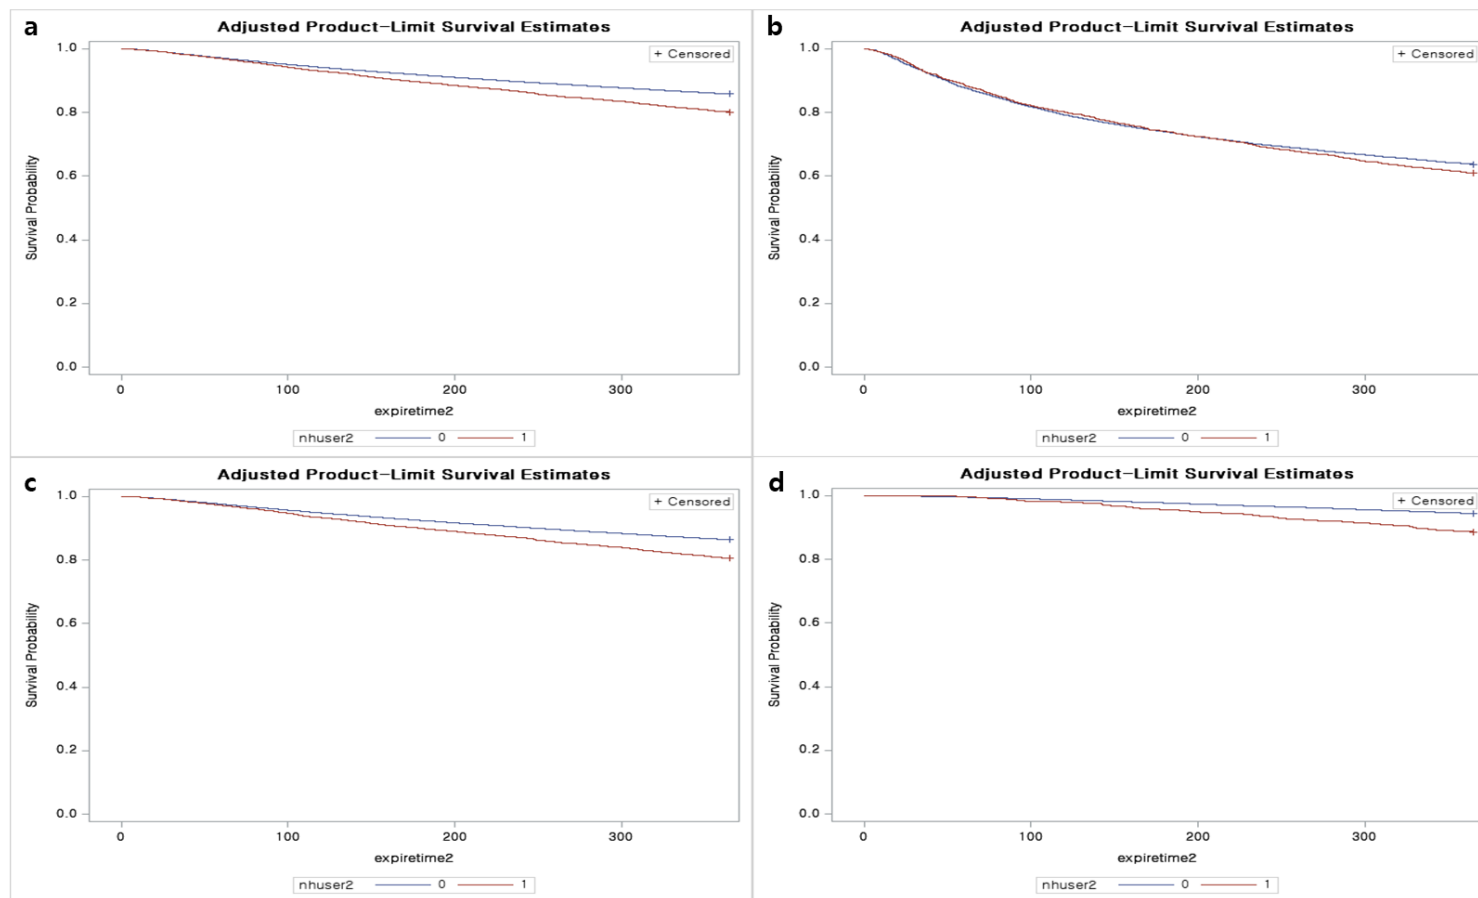 a
Adjusted Product-Limit Survival Estimates
+ Censored
1.0
0.8
0.6
0.4
0.2
0.0
Survival Probability
0 100 200 300
expiretime2
nhuser2 0 1
b
Adjusted Product-Limit Survival Estimates
+ Censored
1.0
0.8
0.6
0.4
0.2
0.0
Survival Probability
0 100 200 300
expiretime2
nhuser2 0 1
c
Adjusted Product-Limit Survival Estimates
+ Censored
1.0
0.8
0.6
0.4
0.2
0.0
Survival Probability
0 100 200 300
expiretime2
nhuser2 0 1
d
Adjusted Product-Limit Survival Estimates
+ Censored
1.0
0.8
0.6
0.4
0.2
0.0
Survival Probability
0 100 200 300
expiretime2
nhuser2 0 1